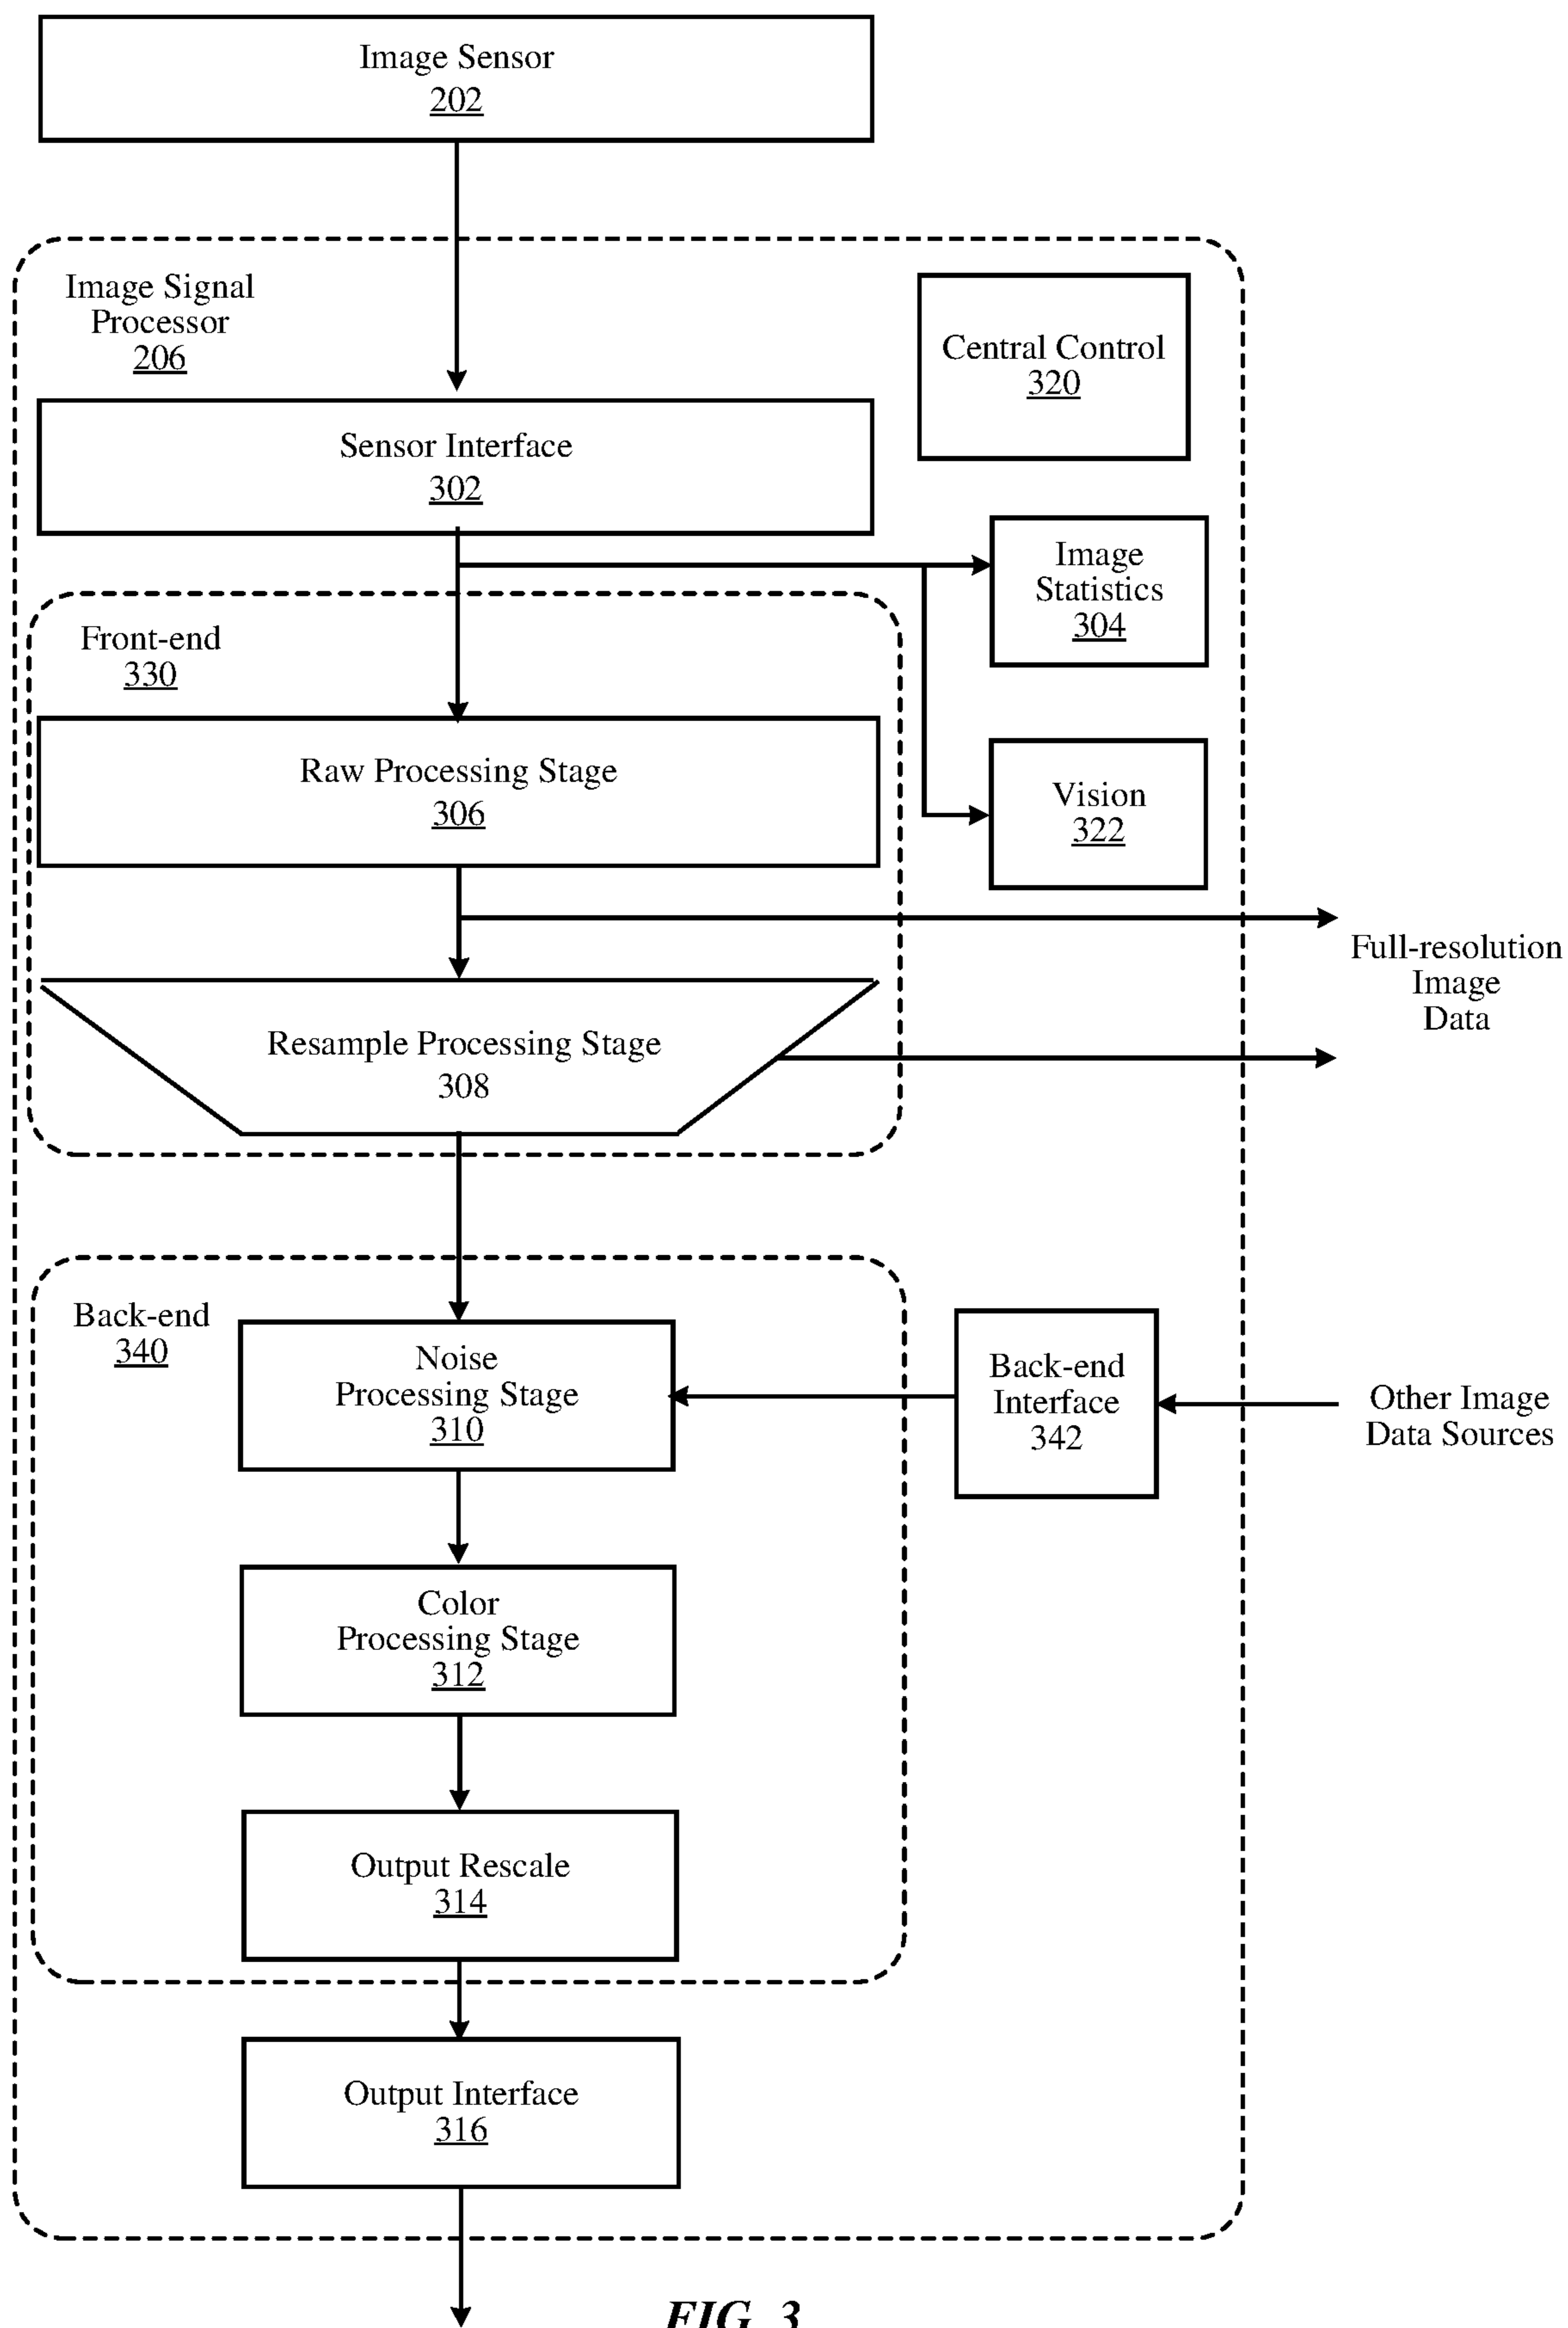 Image Sensor
202
Image Signal
Processor
206
Central Control
320
Sensor Interface
302
Image
Statistics
304
Front-end
330
Raw Processing Stage
306
Vision
322
Full-resolution
Image
Data
Resample Processing Stage
308
Back-end
340
Noise
Processing Stage
310
Back-end
Interface
342
Other Image
Data Sources
Color
Processing Stage
312
Output Rescale
314
Output Interface
316
FIG. 3